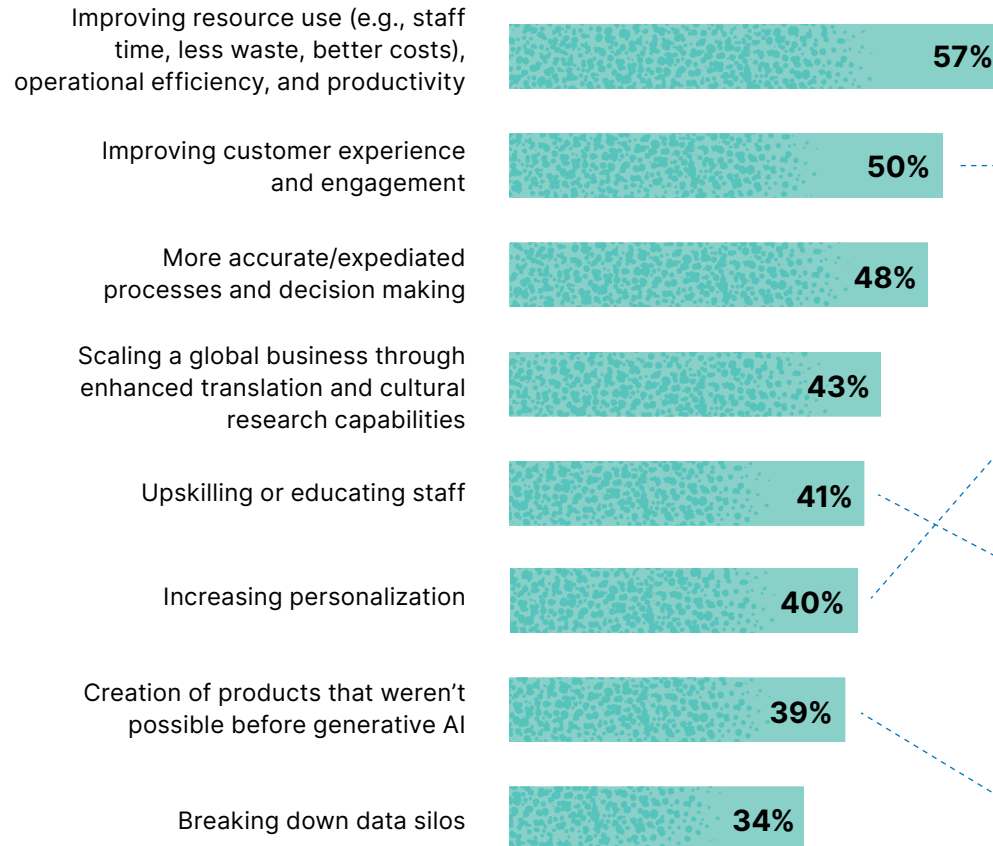 Improving resource use (e.g., staff
time, less waste, better costs),
operational efficiency, and productivity
57%
Improving customer experience
and engagement
50%
More accurate/expediated
processes and decision making
48%
Scaling a global business through
enhanced translation and cultural
research capabilities
43%
Upskilling or educating staff
41%
Increasing personalization
40%
Creation of products that weren’t
possible before generative AI
39%
Breaking down data silos
34%